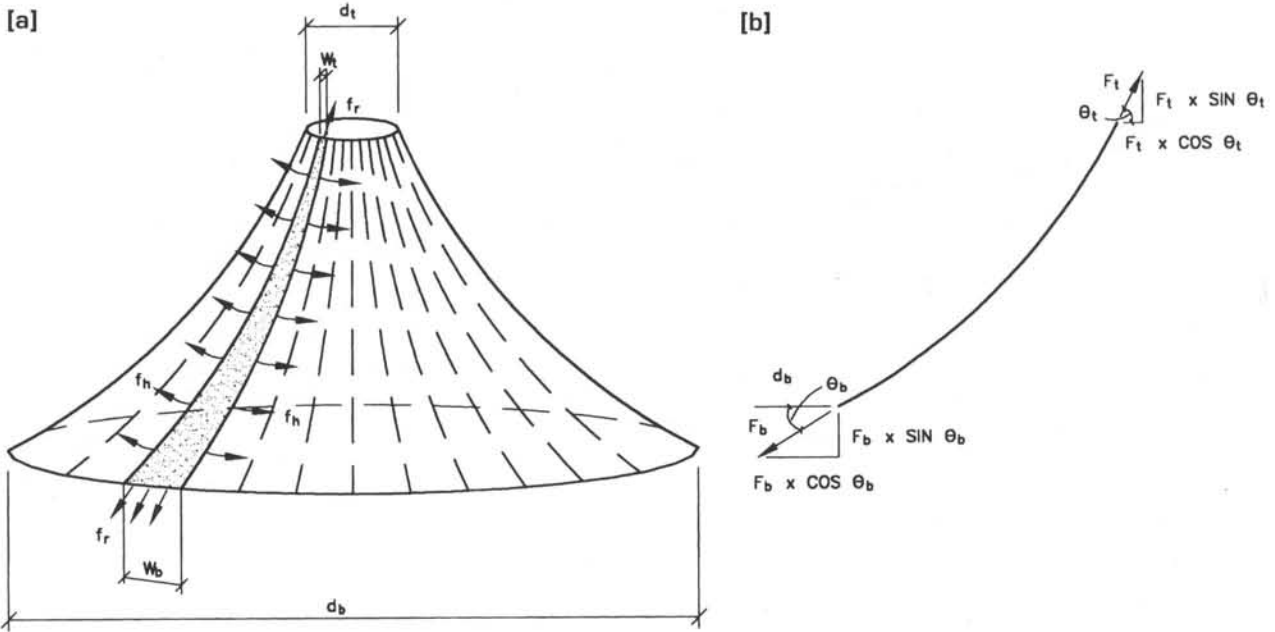 [a]
dt
Wt
fr
fh
fh
fr
Wb
db
[b]
Ft
Ft x SIN θt
θt
Ft x COS θt
db
θb
Fb
Fb x SIN θb
Fb x COS θb